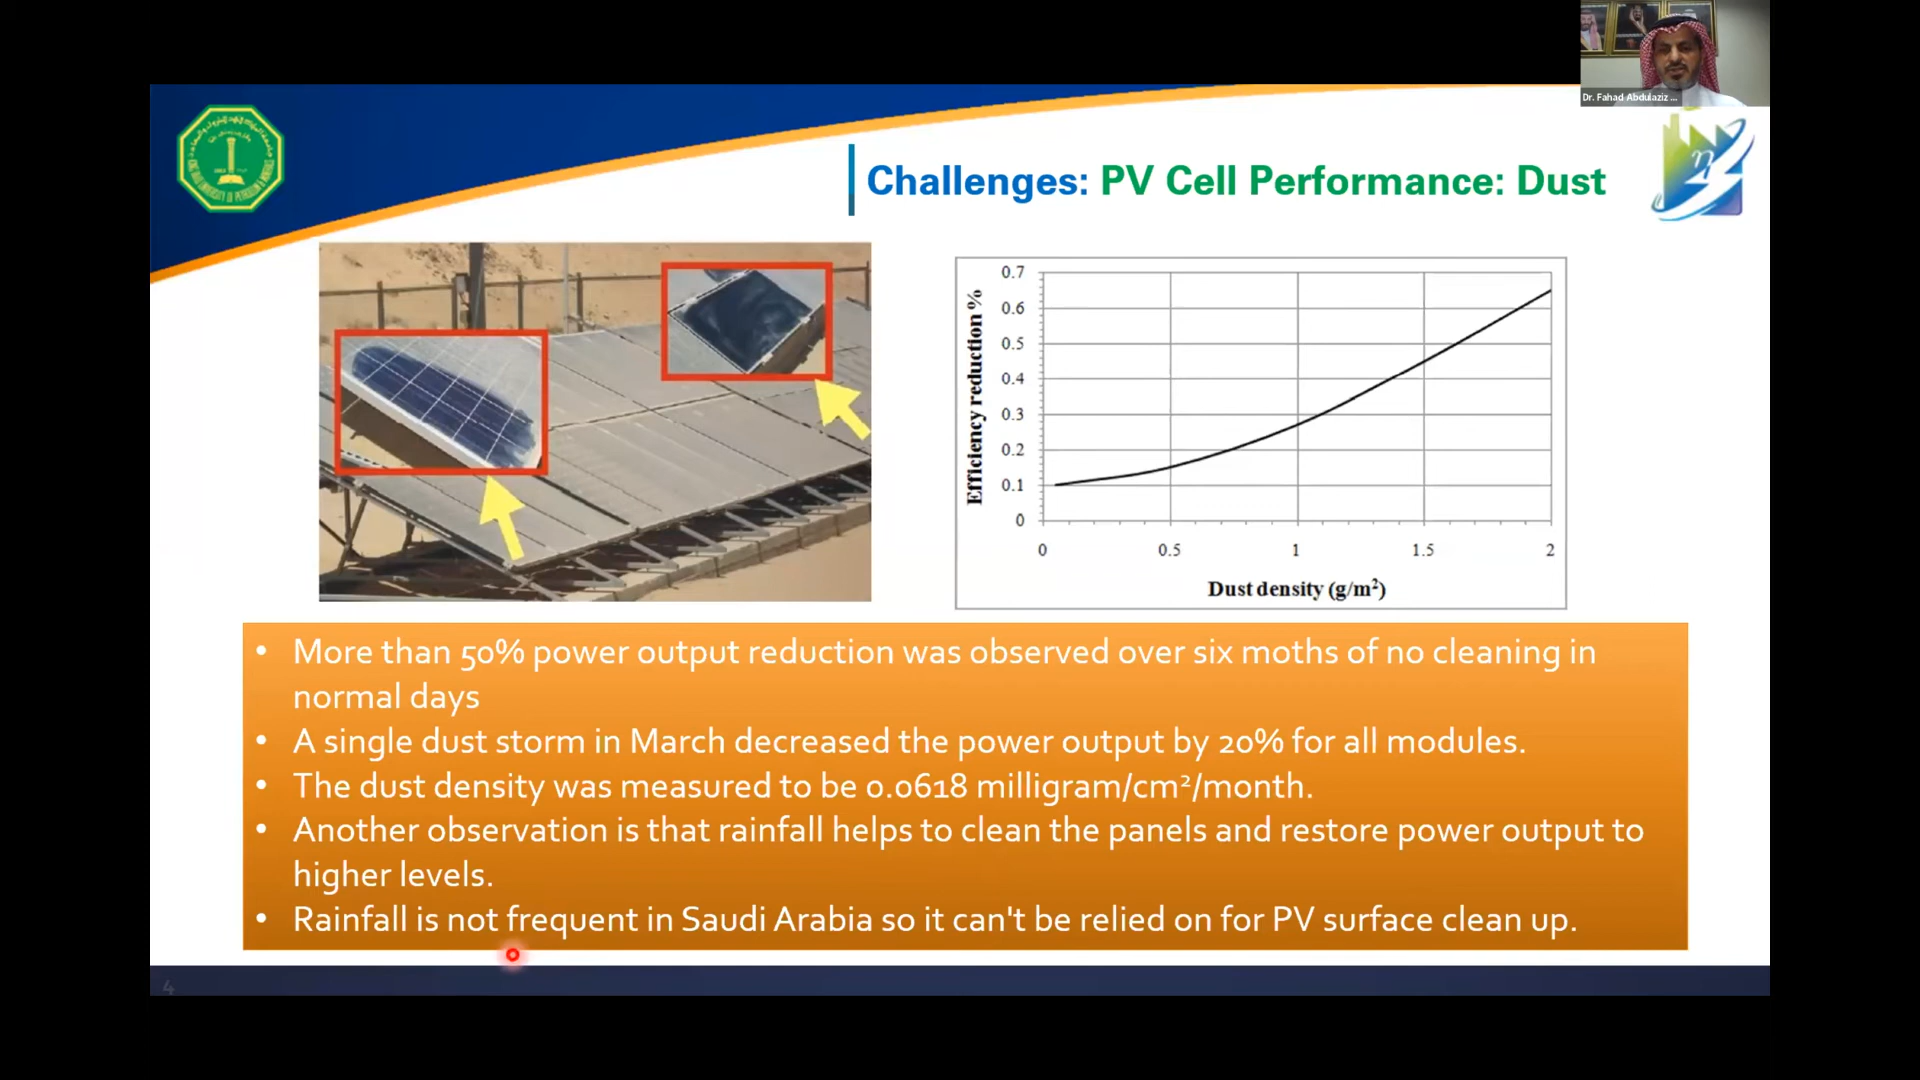 Dr. Fahad Abdulaziz ...
Challenges: PV Cell Performance: Dust
0.7
0.6
0.5
0.4
0.3
0.2
0.1
0
Efficiency reduction %
0 0.5 1 1.5 2
Dust density (g/m²)
• More than 50% power output reduction was observed over six moths of no cleaning in
normal days
• A single dust storm in March decreased the power output by 20% for all modules.
• The dust density was measured to be 0.0618 milligram/cm²/month.
• Another observation is that rainfall helps to clean the panels and restore power output to
higher levels.
• Rainfall is not frequent in Saudi Arabia so it can't be relied on for PV surface clean up.
4